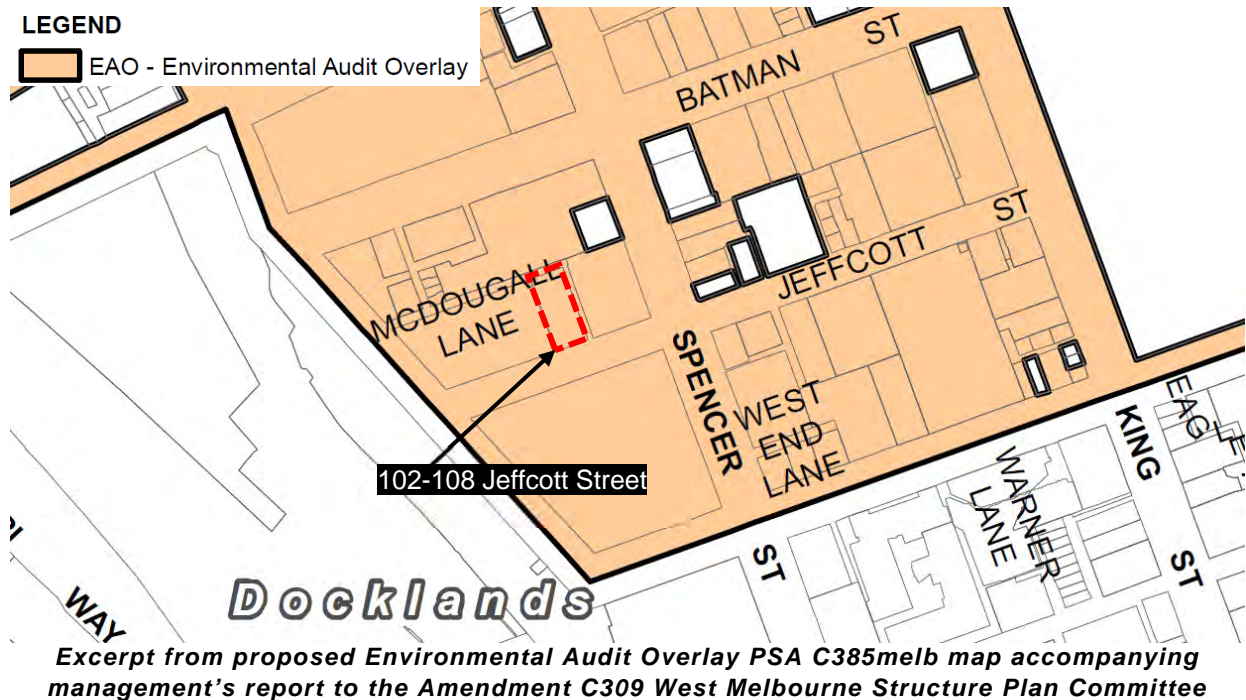 LEGEND
EAO - Environmental Audit Overlay
BATMAN ST
JEFFCOTT ST
MCDOUGALL
LANE
SPENCER
ST
WEST
END
LANE
102-108 Jeffcott Street
KING
ST
EAG
WARNER
LANE
WAY
Docklands
Excerpt from proposed Environmental Audit Overlay PSA C385melb map accompanying
management's report to the Amendment C309 West Melbourne Structure Plan Committee